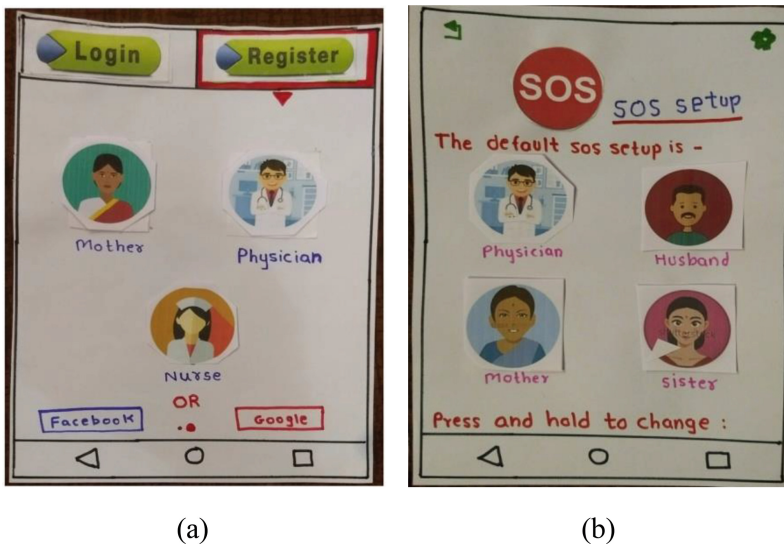 Login Register
Mother Physician
Nurse
OR
Facebook Google
(a)
SOS SOS setup
The default sos setup is -
Physician Husband
Mother sister
Press and hold to change :
(b)